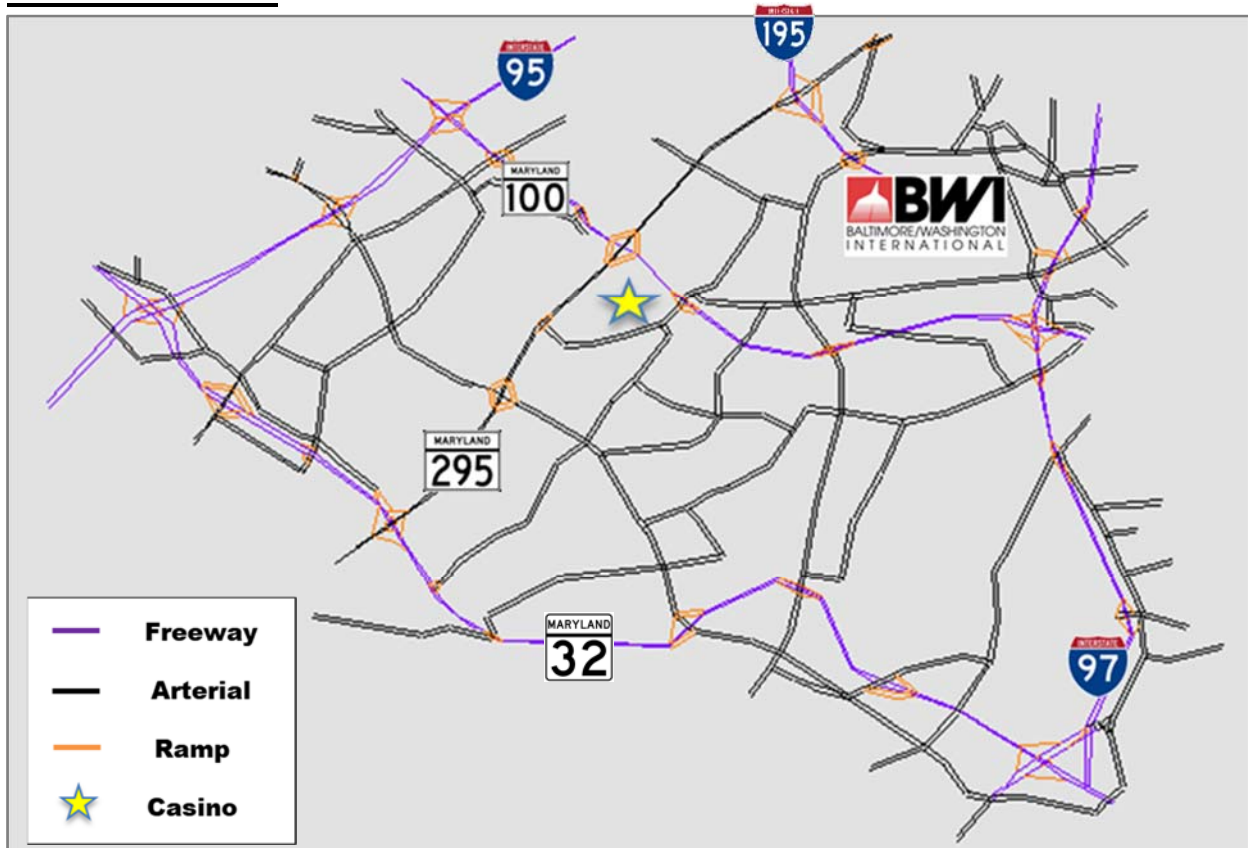 INTERSTATE
95
INTERSTATE
195
MARYLAND
100
BWI
BALTIMORE/WASHINGTON
INTERNATIONAL
MARYLAND
295
MARYLAND
32
INTERSTATE
97
Freeway
Arterial
Ramp
Casino